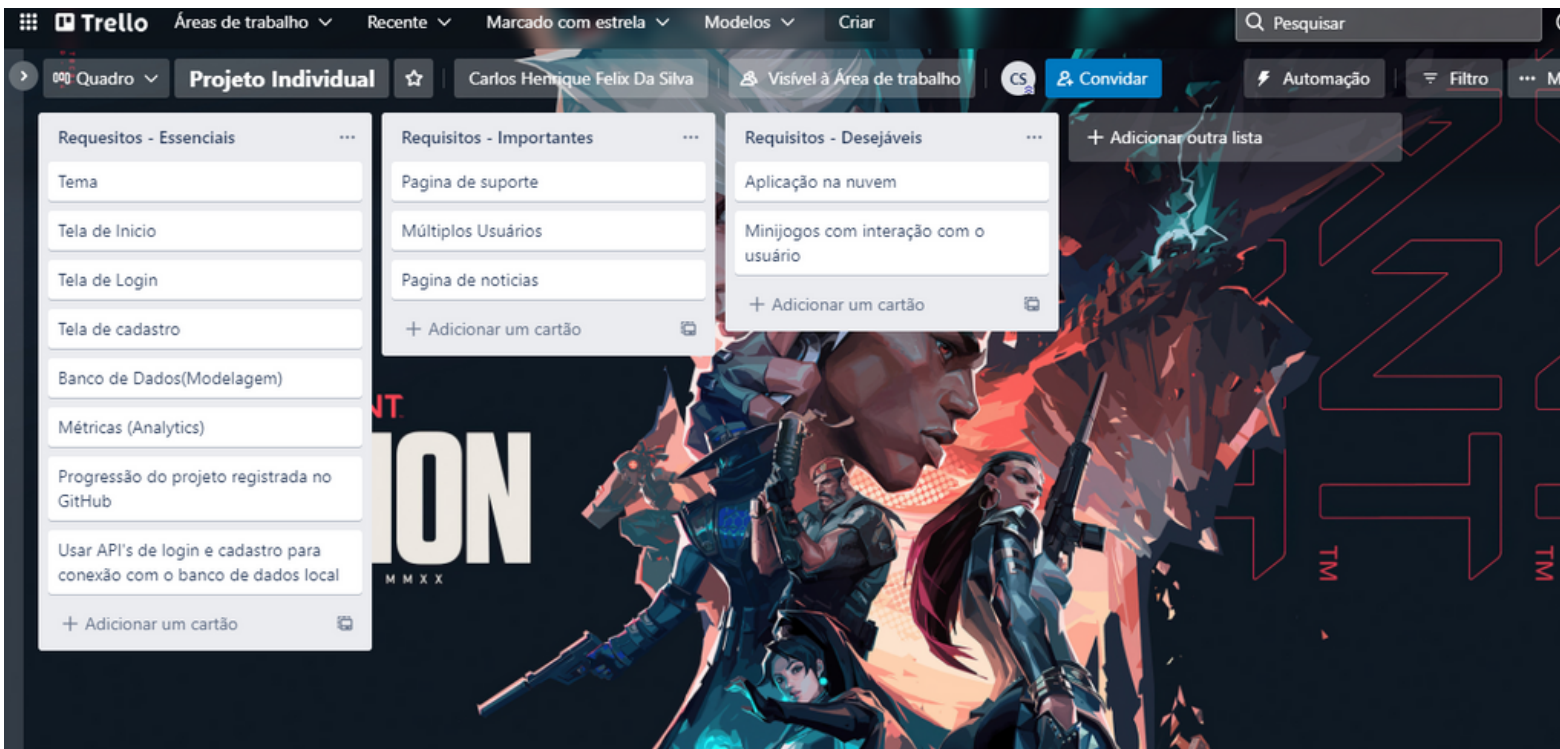 Trello Áreas de trabalho Recente Marcado com estrela Modelos Criar Pesquisar
Quadro Projeto Individual Carlos Henrique Felix Da Silva Visível à Área de trabalho CS Convidar Automação Filtro M
Requesitos - Essenciais
Tema
Tela de Inicio
Tela de Login
Tela de cadastro
Banco de Dados(Modelagem)
Métricas (Analytics)
Progressão do projeto registrada no
GitHub
Usar API's de login e cadastro para
conexão com o banco de dados local
+ Adicionar um cartão
Requisitos - Importantes
Pagina de suporte
Múltiplos Usuários
Pagina de noticias
+ Adicionar um cartão
Requisitos - Desejáveis
Aplicação na nuvem
Minijogos com interação com o
usuário
+ Adicionar um cartão
+ Adicionar outra lista
NT
ION
MMXX
TM
TM